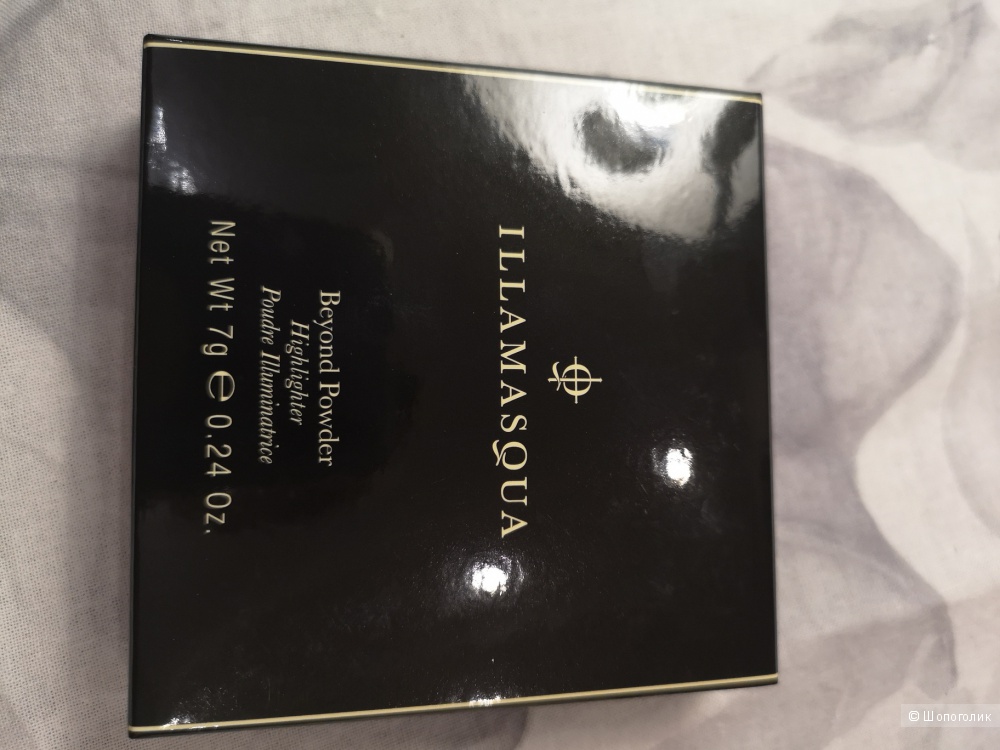 ILLAMASQUA
Beyond Powder
Highlighter
Poudre Illuminatrice
Net Wt 7g ℮ 0.24 Oz.
© Шопоголик